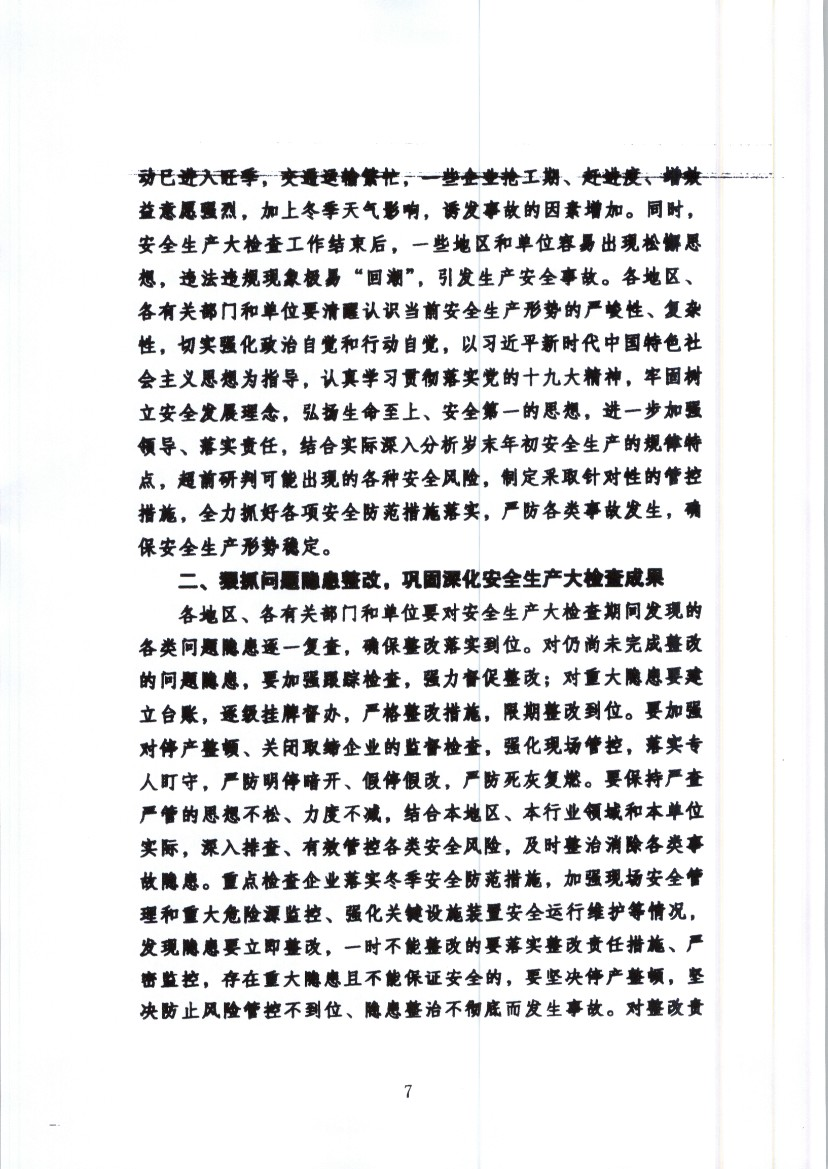 动已进入旺季，交通运输繁忙，一些企业抢工期、赶进度、增效
益意愿强烈，加上冬季天气影响，诱发事故的因素增加。同时，
安全生产大检查工作结束后，一些地区和单位容易出现松懈思
想，违法违规现象极易“回潮”，引发生产安全事故。各地区、
各有关部门和单位要清醒认识当前安全生产形势的严峻性、复杂
性，切实强化政治自觉和行动自觉，以习近平新时代中国特色社
会主义思想为指导，认真学习贯彻落实党的十九大精神，牢固树
立安全发展理念，弘扬生命至上、安全第一的思想，进一步加强
领导、落实责任，结合实际深入分析岁末年初安全生产的规律特
点，超前研判可能出现的各种安全风险，制定采取针对性的管控
措施，全力抓好各项安全防范措施落实，严防各类事故发生，确
保安全生产形势稳定。
二、狠抓问题隐患整改，巩固深化安全生产大检查成果
各地区、各有关部门和单位要对安全生产大检查期间发现的
各类问题隐患逐一复查，确保整改落实到位。对仍尚未完成整改
的问题隐患，要加强跟踪检查，强力督促整改；对重大隐患要建
立台账，逐级挂牌督办，严格整改措施，限期整改到位。要加强
对停产整顿、关闭取缔企业的监督检查，强化现场管控，落实专
人盯守，严防明停暗开、假停假改，严防死灰复燃。要保持严查
严管的思想不松、力度不减，结合本地区、本行业领域和本单位
实际，深入排查、有效管控各类安全风险，及时整治消除各类事
故隐患。重点检查企业落实冬季安全防范措施，加强现场安全管
理和重大危险源监控、强化关键设施装置安全运行维护等情况，
发现隐患要立即整改，一时不能整改的要落实整改责任措施、严
密监控，存在重大隐患且不能保证安全的，要坚决停产整顿，坚
决防止风险管控不到位、隐患整治不彻底而发生事故。对整改责
7